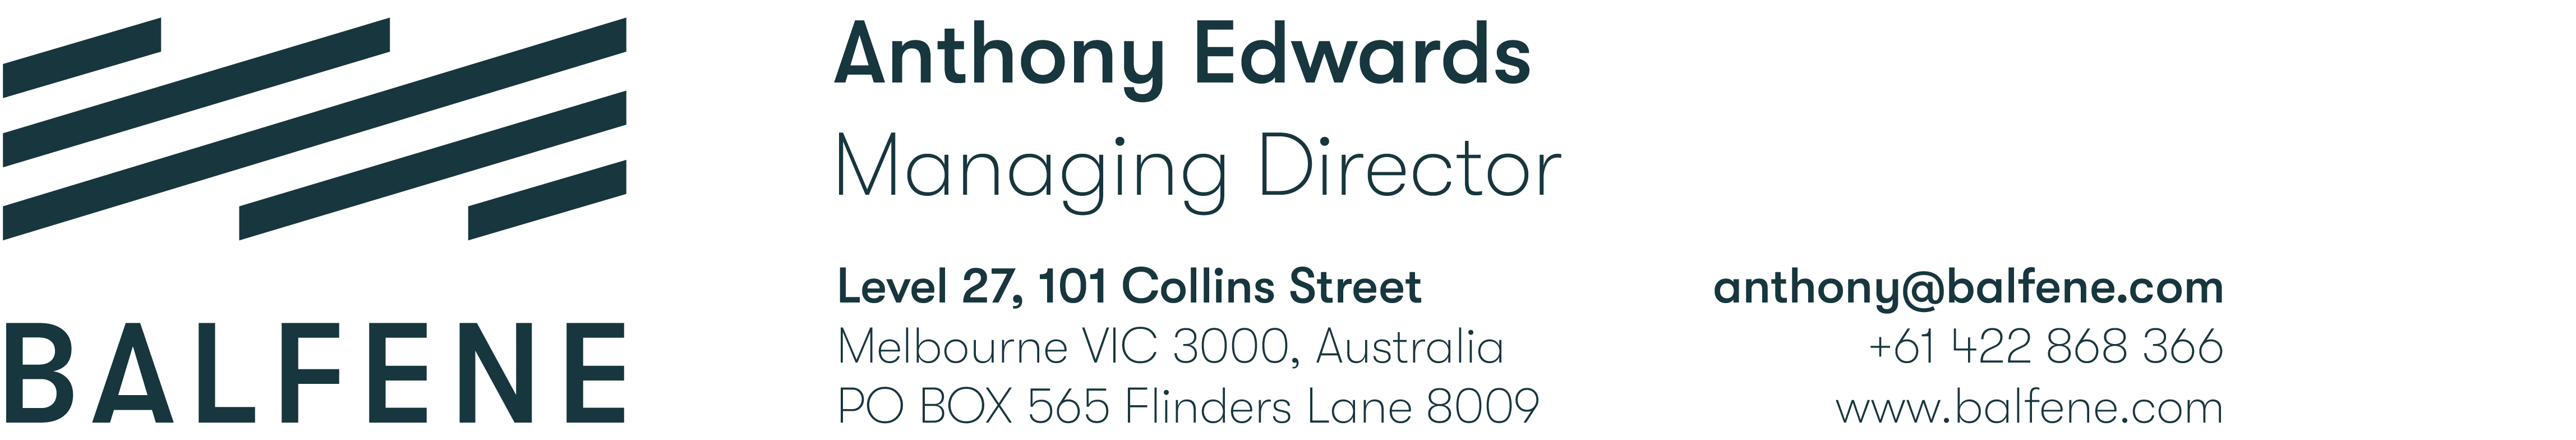 BALFENE
Anthony Edwards
Managing Director
Level 27, 101 Collins Street
Melbourne VIC 3000, Australia
PO BOX 565 Flinders Lane 8009
anthony@balfene.com
+61 422 868 366
www.balfene.com